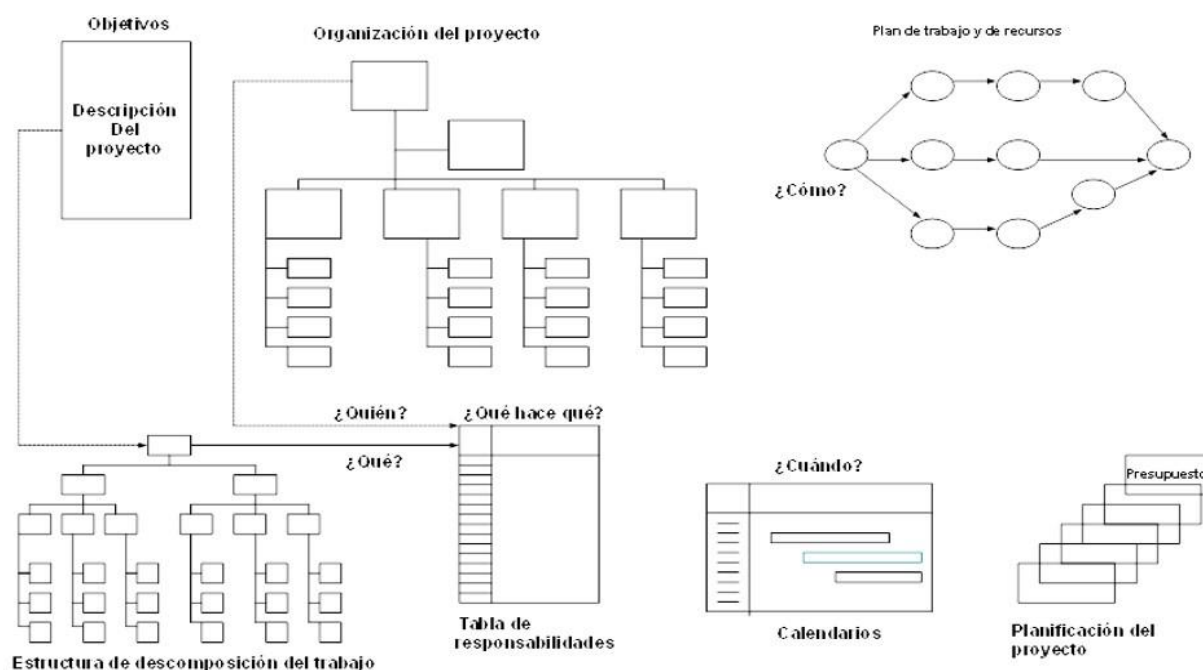 Objetivos
Descripción
Del
proyecto
Organización del proyecto
Plan de trabajo y de recursos
¿Cómo?
¿Quién?
¿Qué hace qué?
¿Qué?
Tabla de
responsabilidades
Estructura de descomposición del trabajo
¿Cuándo?
Calendarios
Presupuesto
Planificación del
proyecto